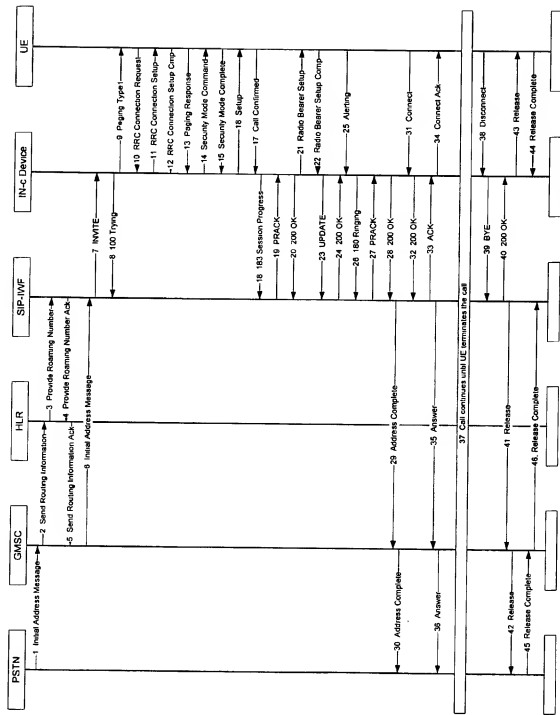 PSTN
GMSC
HLR
SIP-IWF
IN-c Device
UE
1 Initial Address Message
2 Send Routing Information
3 Provide Roaming Number
4 Provide Roaming Number Ack
5 Send Routing Information Ack
6 Initial Address Message
7 INVITE
8 100 Trying
9 Paging Type1
10 RRC Connection Request
11 RRC Connection Setup
12 RRC Connection Setup Cmp
13 Paging Response
14 Security Mode Command
15 Security Mode Complete
16 Setup
17 Call Confirmed
18 183 Session Progress
19 PRACK
20 200 OK
21 Radio Bearer Setup
22 Radio Bearer Setup Comp
23 UPDATE
24 200 OK
25 Alerting
26 180 Ringing
27 PRACK
28 200 OK
29 Address Complete
30 Address Complete
31 Connect
32 200 OK
33 ACK
34 Connect Ack
35 Answer
36 Answer
37 Call continues until UE terminates the call
38 Disconnect
39 BYE
40 200 OK
41 Release
42 Release
43 Release
44 Release Complete
45 Release Complete
46. Release Complete